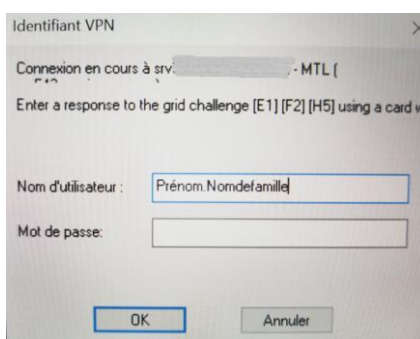 Identifiant VPN
Connexion en cours à srv - MTL (
Enter a response to the grid challenge [E1] [F2] [H5] using a card
Nom d'utilisateur :
Prénom.Nomdefamille
Mot de passe:
OK
Annuler